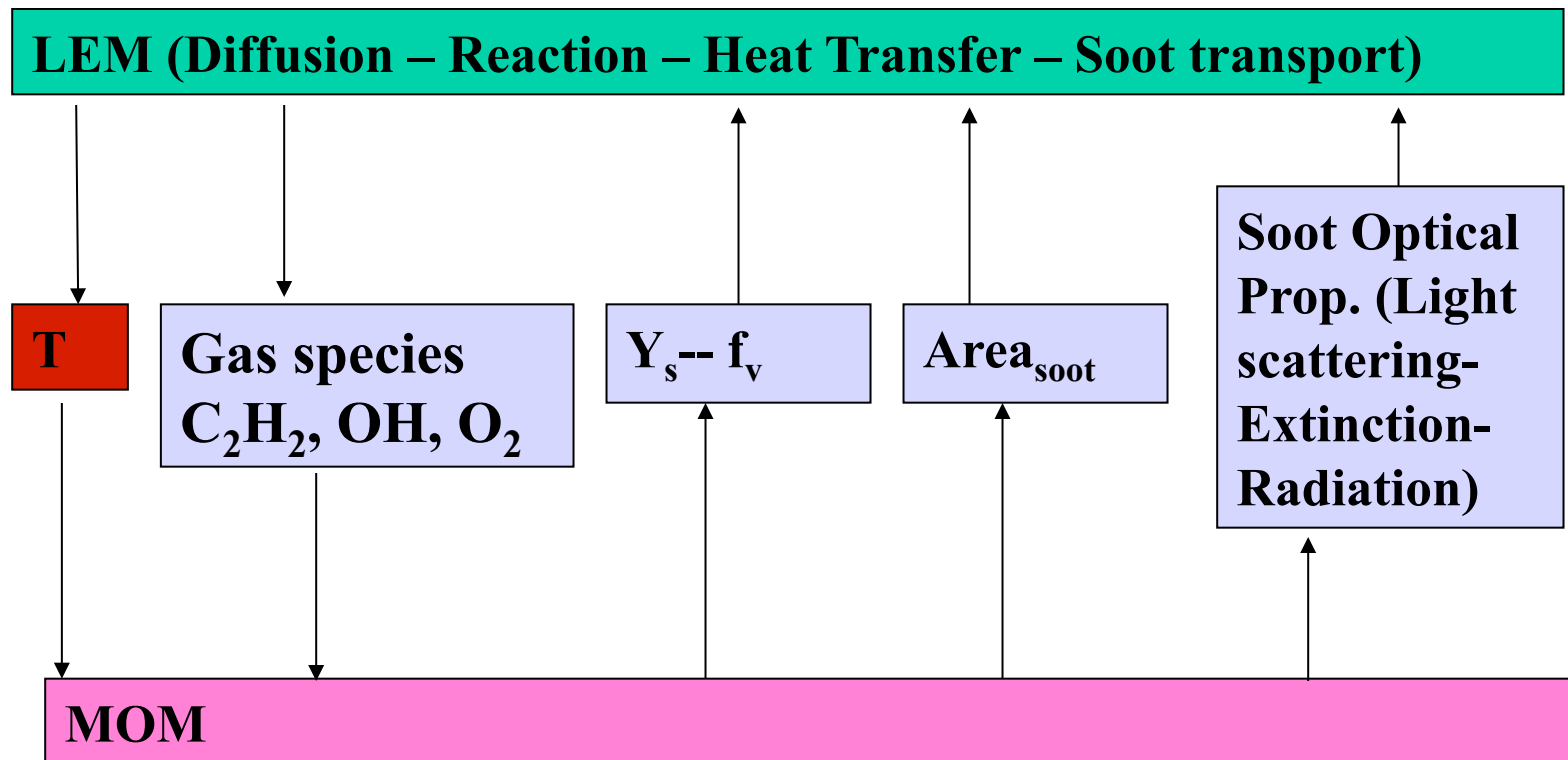 LEM (Diffusion – Reaction – Heat Transfer – Soot transport)
T
Gas species
C₂H₂, OH, O₂
Yₛ-- fᵥ
Areaₛₒₒₜ
Soot Optical
Prop. (Light
scattering-
Extinction-
Radiation)
MOM